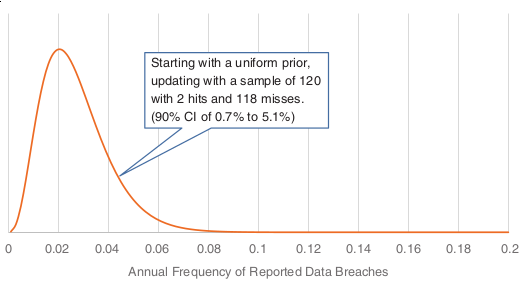 Starting with a uniform prior,
updating with a sample of 120
with 2 hits and 118 misses.
(90% CI of 0.7% to 5.1%)
0 0.02 0.04 0.06 0.08 0.1 0.12 0.14 0.16 0.18 0.2
Annual Frequency of Reported Data Breaches